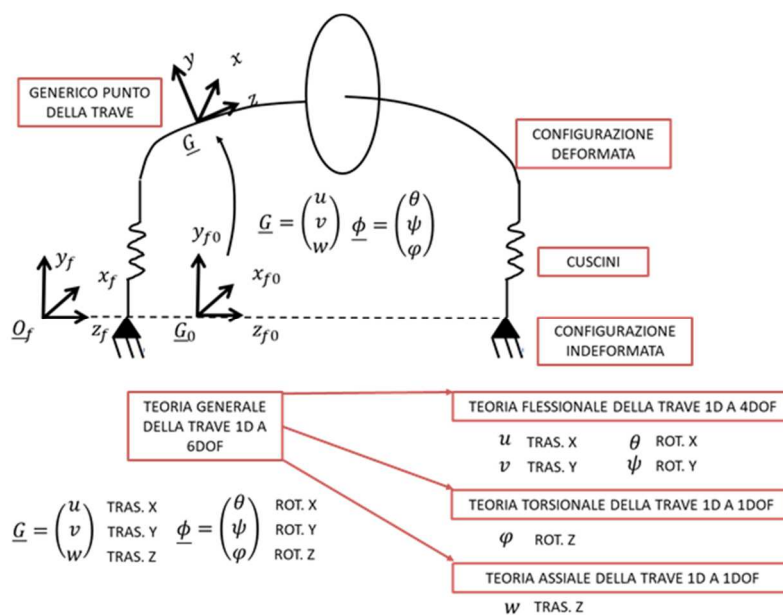 y
x
z
GENERICO PUNTO
DELLA TRAVE
G
CONFIGURAZIONE
DEFORMATA
G = (u v w) ϕ = (θ ψ φ)
y_f0
x_f0
z_f0
G_0
y_f
x_f
z_f
O_f
CUSCINI
CONFIGURAZIONE
INDEFORMATA
TEORIA GENERALE
DELLA TRAVE 1D A
6DOF
TEORIA FLESSIONALE DELLA TRAVE 1D A 4DOF
u TRAS. X θ ROT. X
v TRAS. Y ψ ROT. Y
TEORIA TORSIONALE DELLA TRAVE 1D A 1DOF
φ ROT. Z
TEORIA ASSIALE DELLA TRAVE 1D A 1DOF
w TRAS. Z
G = (u v w) TRAS. X TRAS. Y TRAS. Z
ϕ = (θ ψ φ) ROT. X ROT. Y ROT. Z